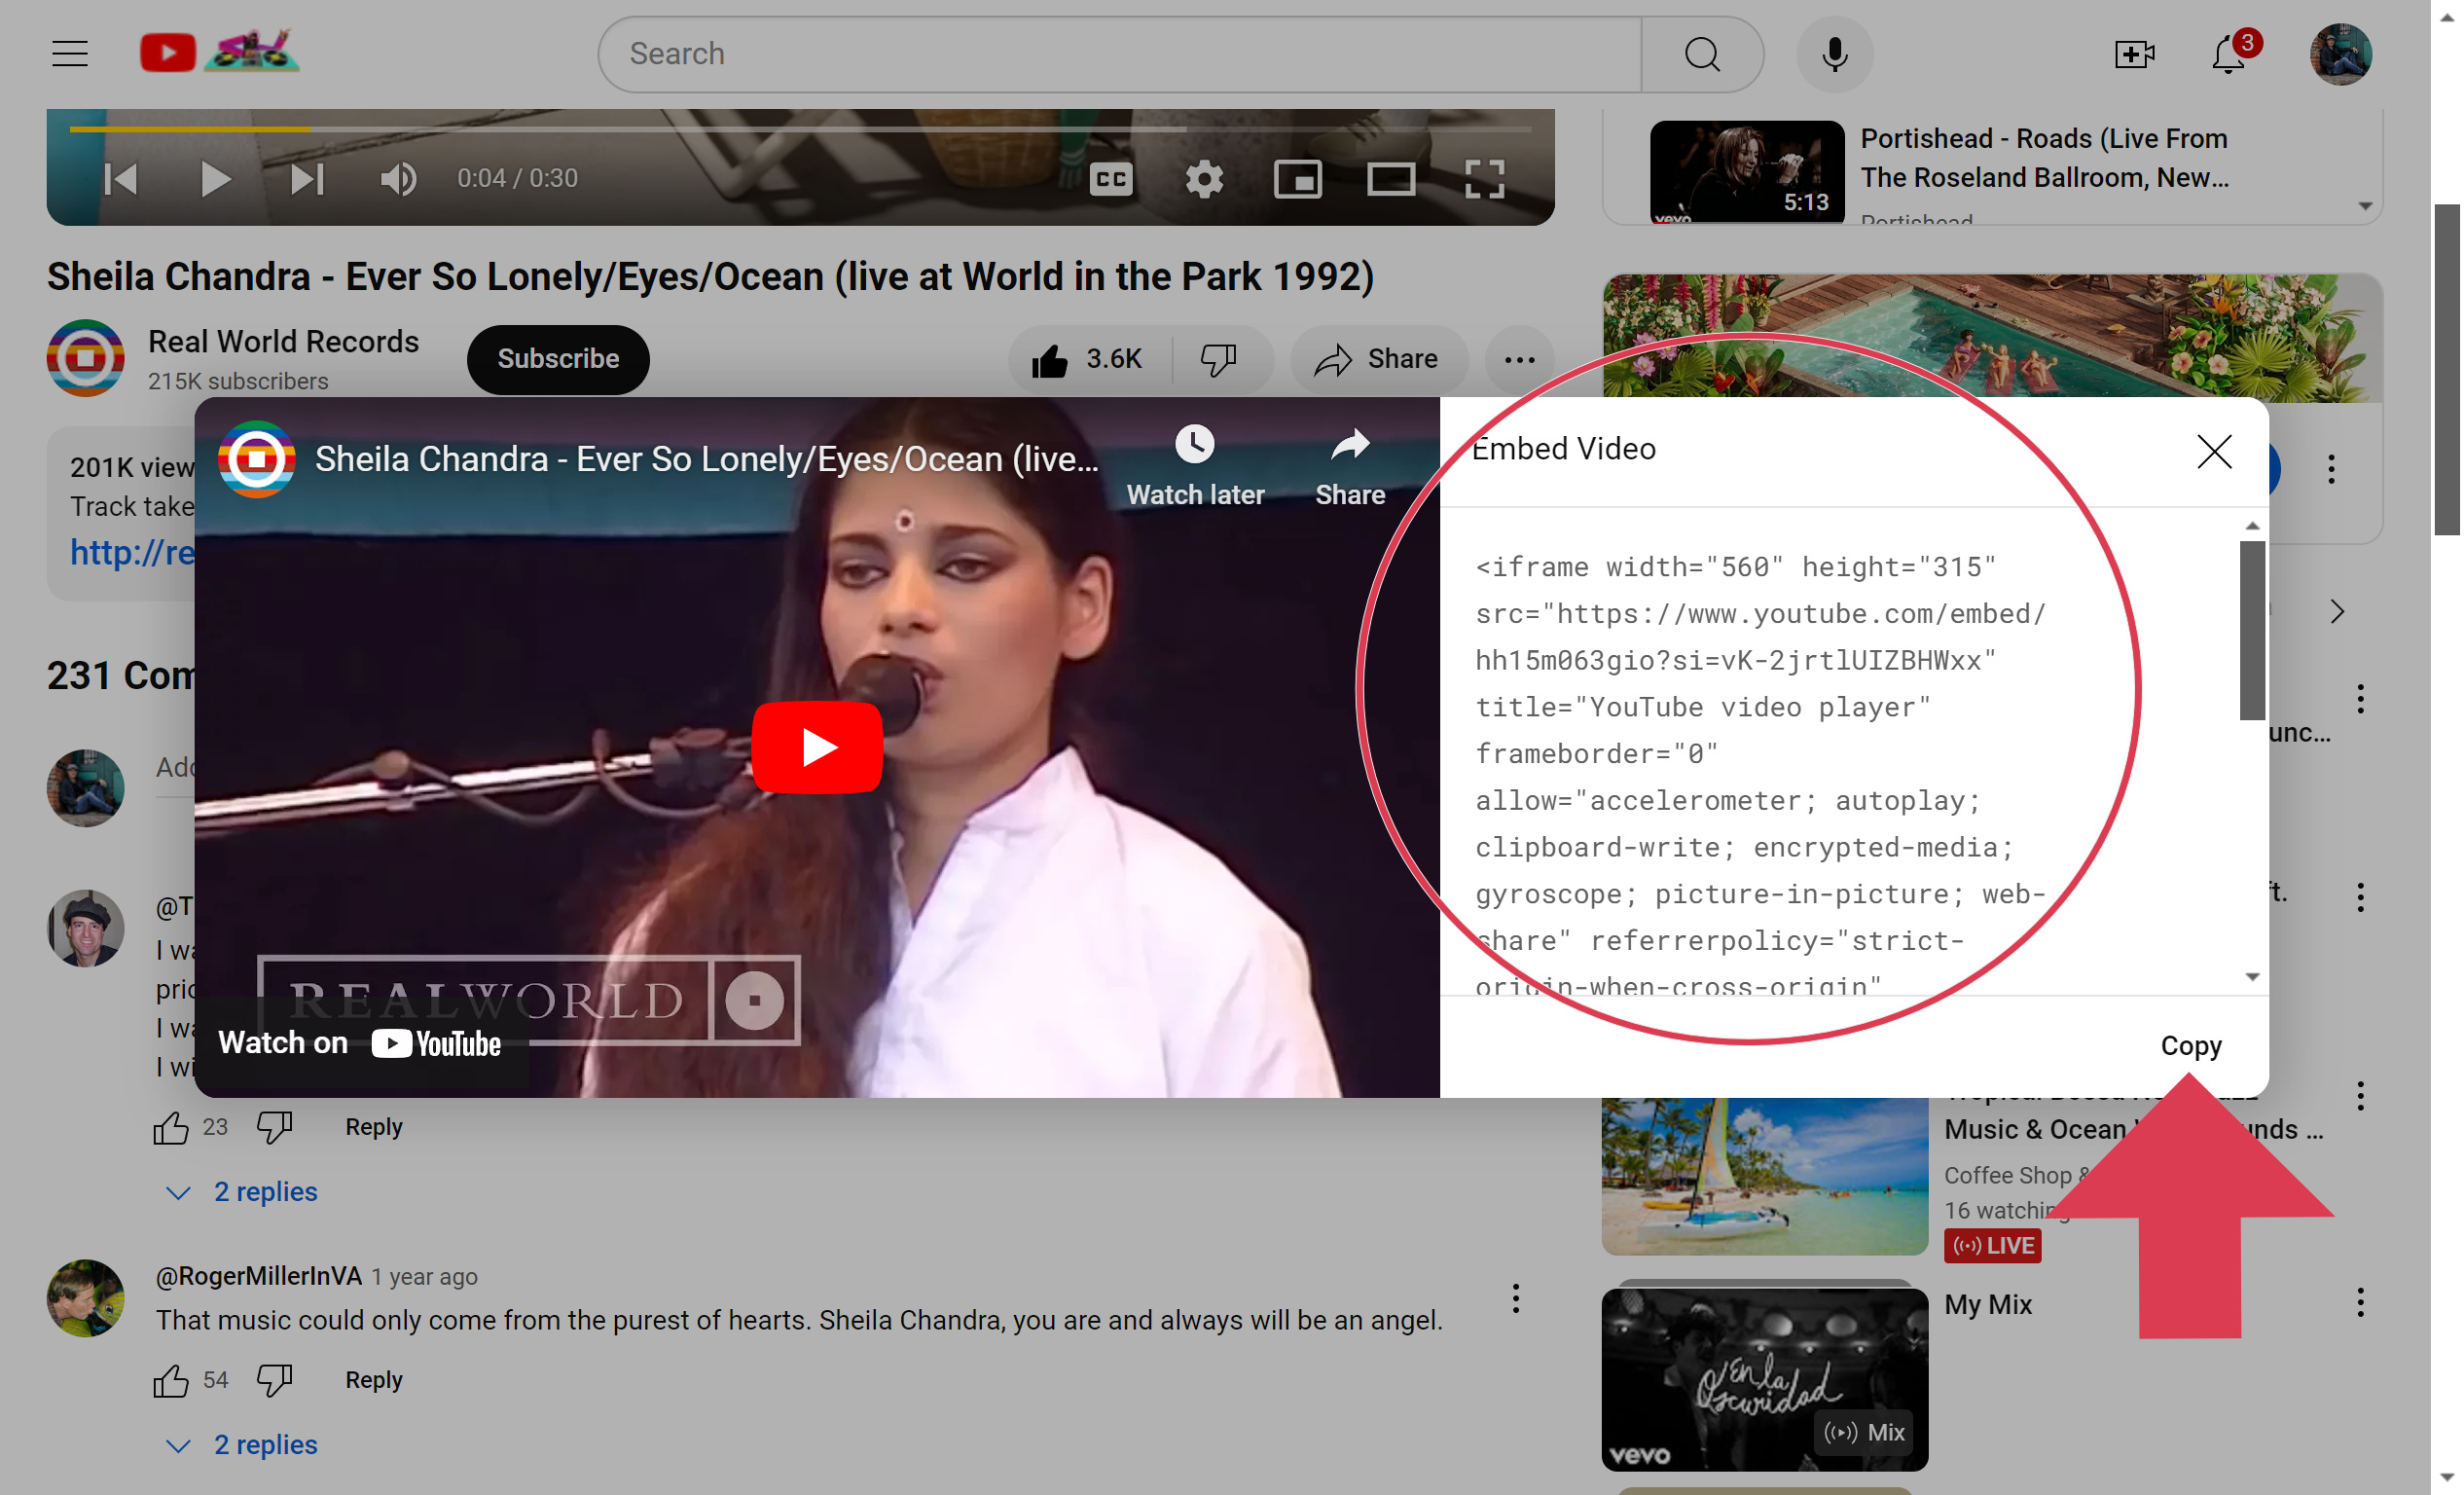 Search
3
0:04 / 0:30
CC
Portishead - Roads (Live From
The Roseland Ballroom, New...
5:13
vevo
Portishead
Sheila Chandra - Ever So Lonely/Eyes/Ocean (live at World in the Park 1992)
Real World Records
215K subscribers
Subscribe
3.6K
Share
201K view
Track take
http://re
Sheila Chandra - Ever So Lonely/Eyes/Ocean (live...
Watch later
Share
Embed Video
<iframe width="560" height="315"
src="https://www.youtube.com/embed/
hh15m063gio?si=vK-2jrtlUIZBHWxx"
title="YouTube video player"
frameborder="0"
allow="accelerometer; autoplay;
clipboard-write; encrypted-media;
gyroscope; picture-in-picture; web-
share" referrerpolicy="strict-
origin-when-cross-origin"
Copy
REALWORLD
Watch on YouTube
231 Com
Add
@T
I wa
pric
I wa
I wi
23
Reply
2 replies
@RogerMillerInVA 1 year ago
That music could only come from the purest of hearts. Sheila Chandra, you are and always will be an angel.
54
Reply
2 replies
unc...
ft.
Music & Ocean
unds ...
Coffee Shop &
16 watching
LIVE
My Mix
en la
Oscuridad
vevo
Mix